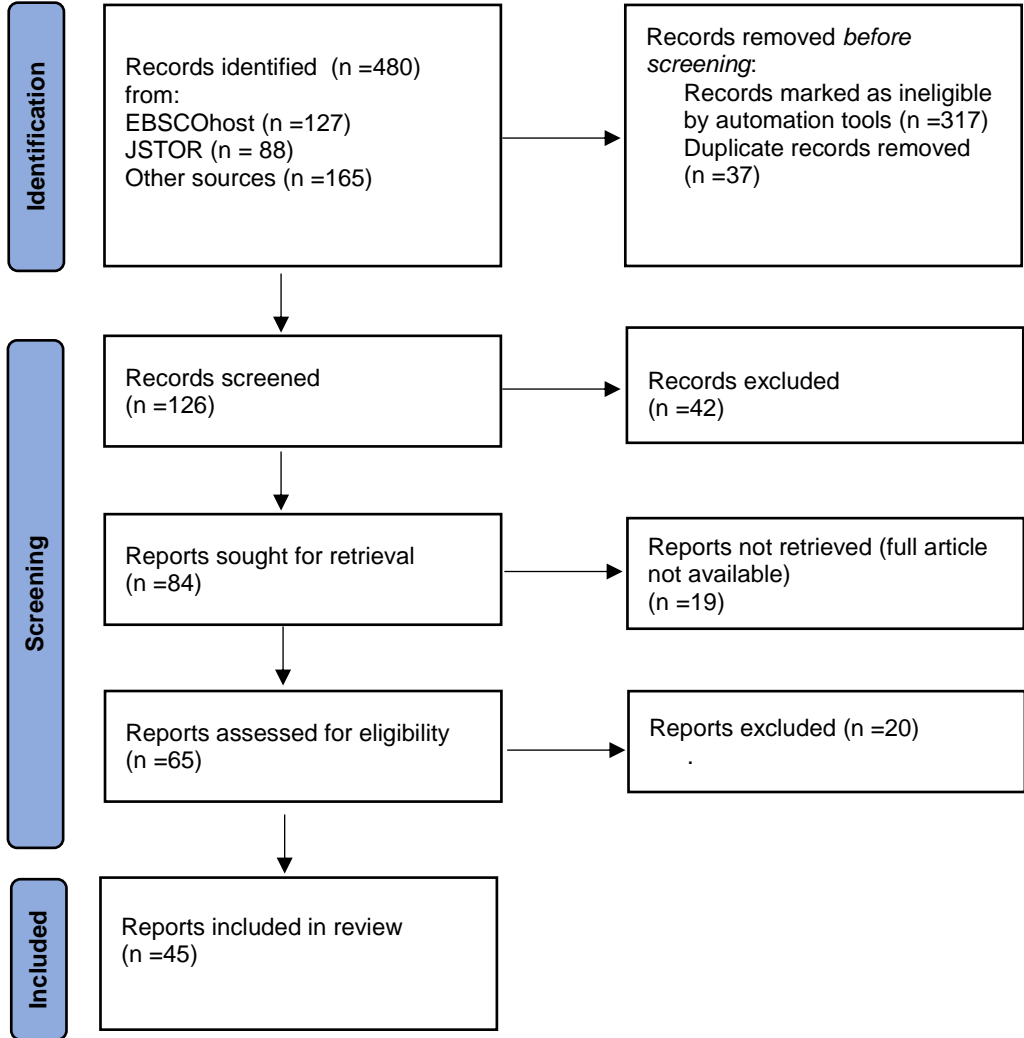 Identification
Records identified (n =480)
from:
EBSCOhost (n =127)
JSTOR (n = 88)
Other sources (n =165)
Records removed before
screening:
Records marked as ineligible
by automation tools (n =317)
Duplicate records removed
(n =37)
Screening
Records screened
(n =126)
Records excluded
(n =42)
Reports sought for retrieval
(n =84)
Reports not retrieved (full article
not available)
(n =19)
Reports assessed for eligibility
(n =65)
Reports excluded (n =20)
.
Included
Reports included in review
(n =45)